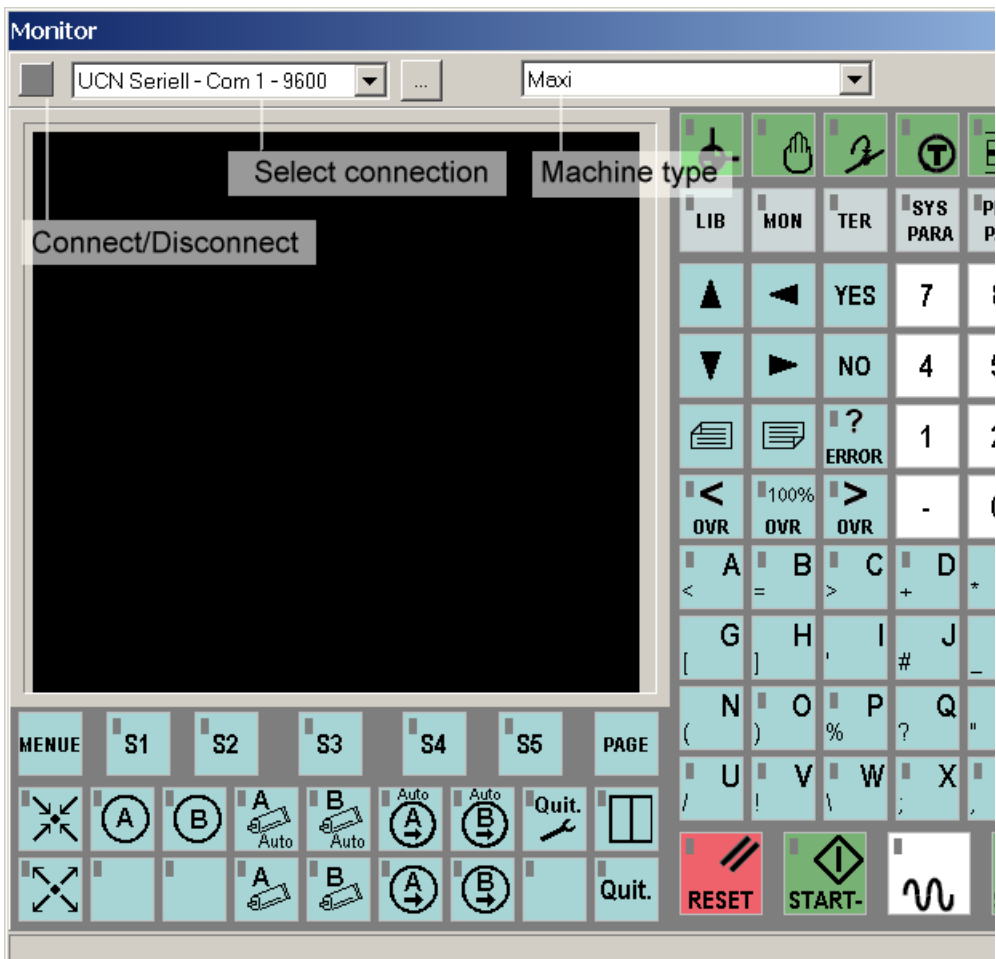 Monitor
UCN Seriell - Com 1 - 9600
...
Maxi
Select connection
Machine type
Connect/Disconnect
T
LIB
MON
TER
SYS
PARA
YES
7
NO
4
?
ERROR
1
<
OVR
100%
OVR
>
OVR
-
A
<
B
=
C
>
D
+
*
G
[
H
]
I
'
J
#
_
N
(
O
)
P
%
Q
?
"
U
/
V
!
W
\
X
;
,
MENUE
S1
S2
S3
S4
S5
PAGE
A
B
A
Auto
B
Auto
Auto
A
Auto
B
Quit.
A
B
A
B
Quit.
RESET
START-